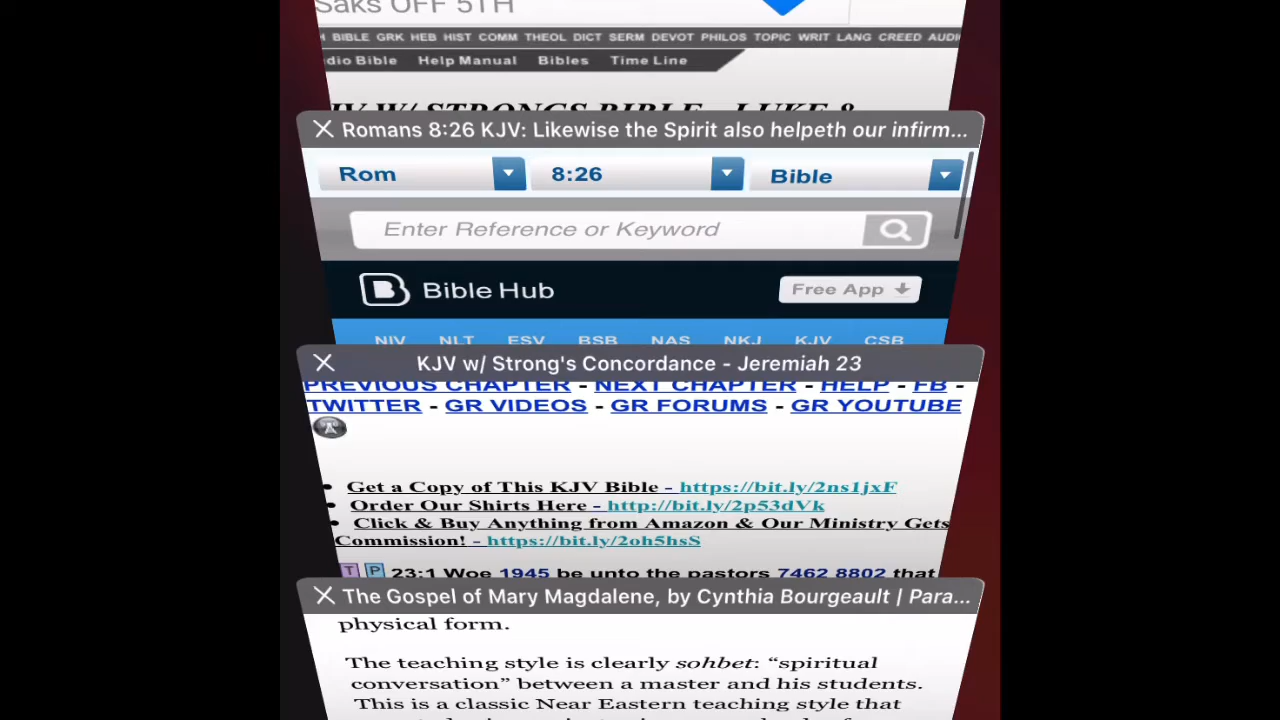 Saks OFF 5TH
BIBLE GRK HEB HIST COMM THEOL DICT SERM DEVOT PHILOS TOPIC WRIT LANG CREED AUDI
dio Bible Help Manual Bibles Time Line
W/ STRONGS BIBLE - LUKE 8
Romans 8:26 KJV: Likewise the Spirit also helpeth our infirm...
Rom 8:26 Bible
Enter Reference or Keyword
Bible Hub Free App
NIV NLT ESV BSB NAS NKJ KJV CSB
KJV w/ Strong's Concordance - Jeremiah 23
PREVIOUS CHAPTER - NEXT CHAPTER - HELP - FB -
TWITTER - GR VIDEOS - GR FORUMS - GR YOUTUBE
• Get a Copy of This KJV Bible - https://bit.ly/2ns1jxF
• Order Our Shirts Here - http://bit.ly/2p53dVk
• Click & Buy Anything from Amazon & Our Ministry Gets
Commission! - https://bit.ly/2oh5hsS
T P 23:1 Woe 1945 be unto the pastors 7462 8802 that
The Gospel of Mary Magdalene, by Cynthia Bourgeault | Para...
physical form.
The teaching style is clearly sohbet: “spiritual
conversation” between a master and his students.
This is a classic Near Eastern teaching style that